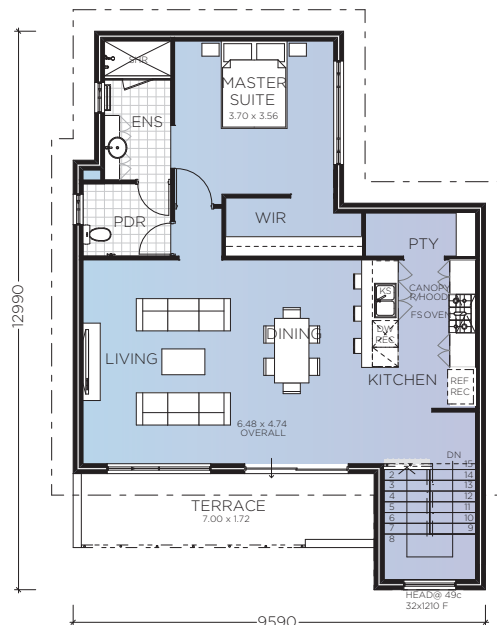 SHR
MASTER
SUITE
3.70 x 3.56
ENS
PDR
WIR
PTY
KS
CANOPY
R/HOOD
FS OVEN
DW
REC
DINING
LIVING
KITCHEN
REF
REC
6.48 x 4.74
OVERALL
DN
15
2
14
3
13
4
12
5
11
6
10
7
9
8
TERRACE
7.00 x 1.72
HEAD@ 49c
32x1210 F
12990
9590